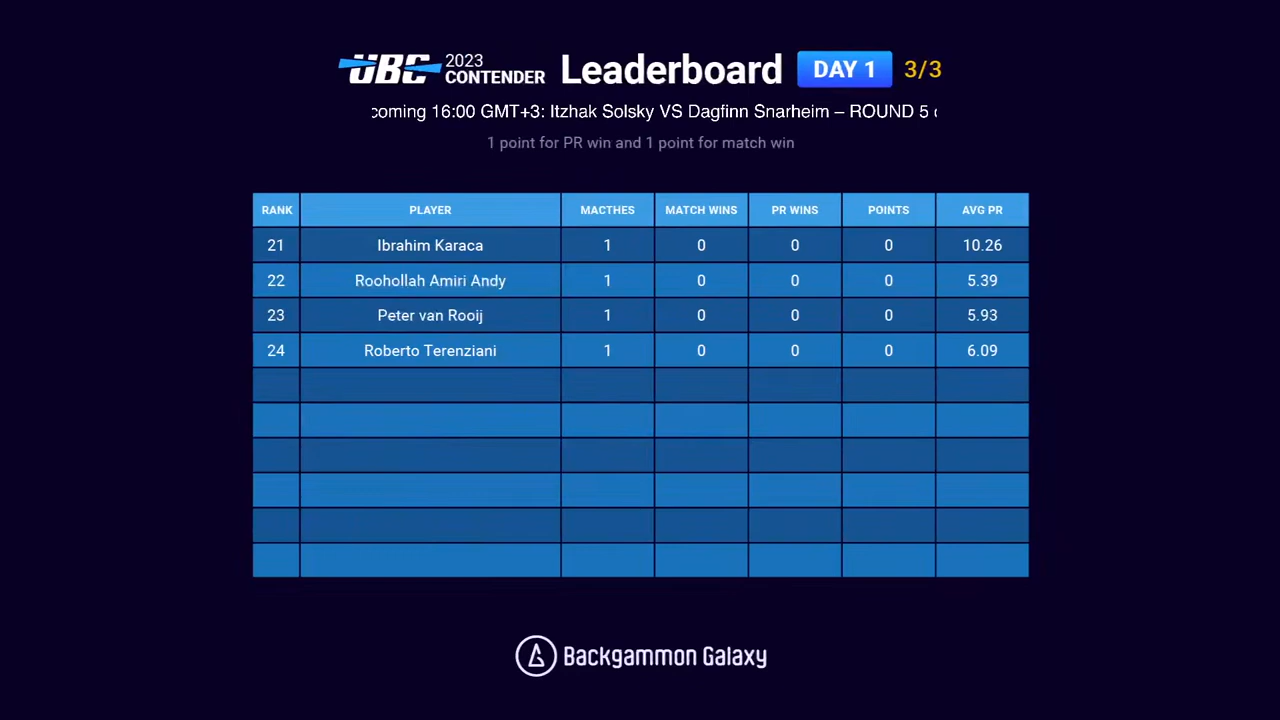 UBC 2023 CONTENDER Leaderboard DAY 1 3/3
coming 16:00 GMT+3: Itzhak Solsky VS Dagfinn Snarheim – ROUND 5
1 point for PR win and 1 point for match win
RANK PLAYER MACTHES MATCH WINS PR WINS POINTS AVG PR
21 Ibrahim Karaca 1 0 0 0 10.26
22 Roohollah Amiri Andy 1 0 0 0 5.39
23 Peter van Rooij 1 0 0 0 5.93
24 Roberto Terenziani 1 0 0 0 6.09
Backgammon Galaxy